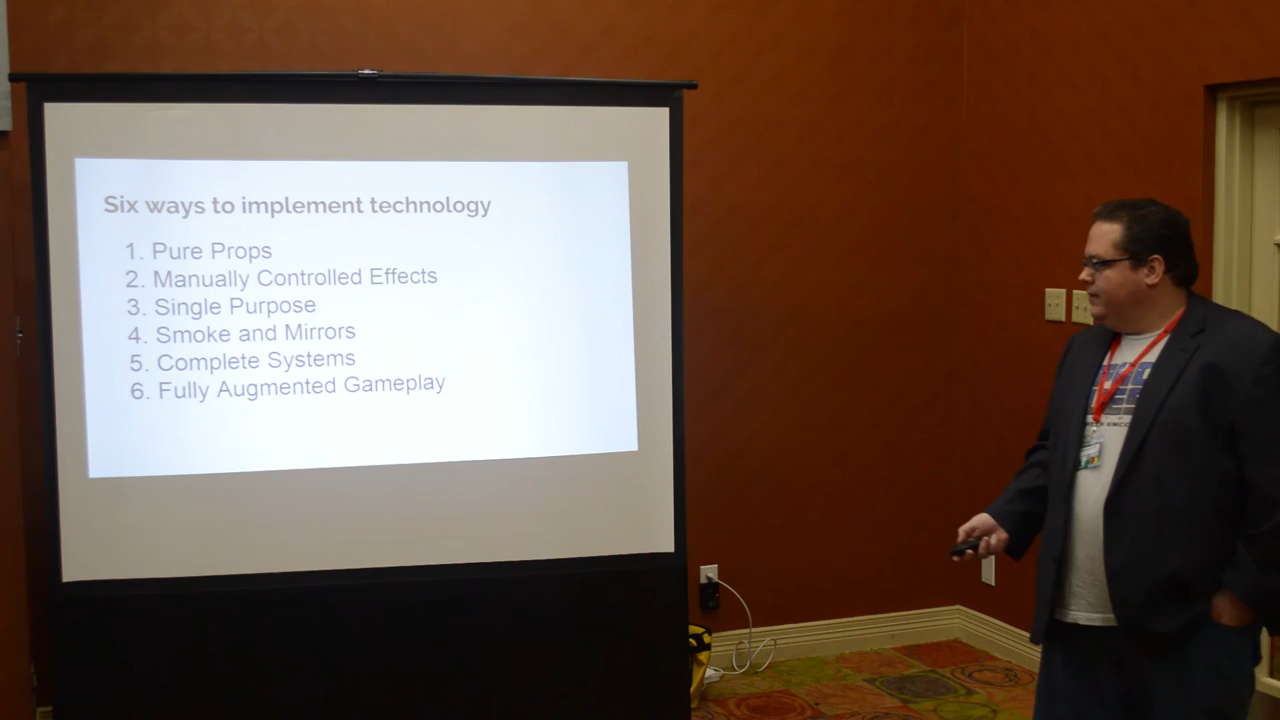 Six ways to implement technology
1. Pure Props
2. Manually Controlled Effects
3. Single Purpose
4. Smoke and Mirrors
5. Complete Systems
6. Fully Augmented Gameplay